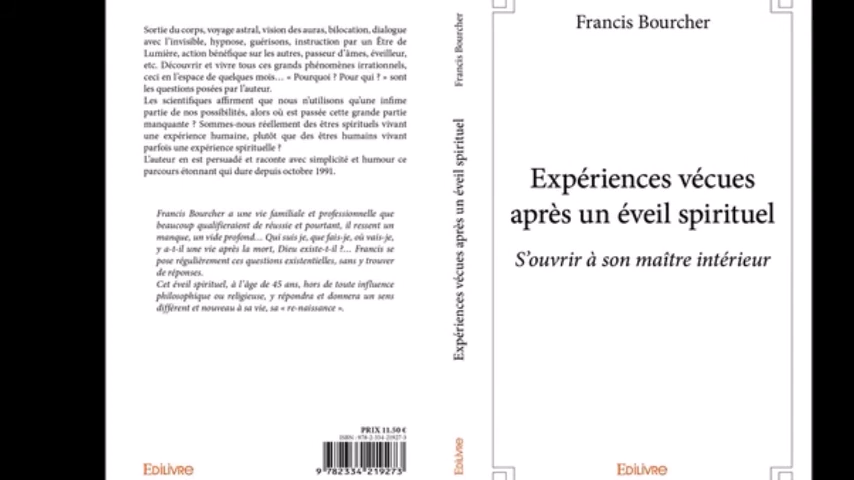 Sortie du corps, voyage astral, vision des auras, bilocation, dialogue
avec l'invisible, hypnose, guérisons, instruction par un Être de
Lumière, action bénéfique sur les autres, passeur d'âmes, éveilleur,
etc. Découvrir et vivre tous ces grands phénomènes irrationnels,
ceci en l'espace de quelques mois... « Pourquoi ? Pour qui ? » sont
les questions posées par l'auteur.
Les scientifiques affirment que nous n'utilisons qu'une infime
partie de nos possibilités, alors où est passée cette grande partie
manquante ? Sommes-nous réellement des êtres spirituels vivant
une expérience humaine, plutôt que des êtres humains vivant
parfois une expérience spirituelle ?
L'auteur en est persuadé et raconte avec simplicité et humour ce
parcours étonnant qui dure depuis octobre 1991.
Francis Bourcher a une vie familiale et professionnelle que
beaucoup qualifieraient de réussie et pourtant, il ressent un
manque, un vide profond... Qui suis je, que fais-je, où vais-je,
y a-t-il une vie après la mort, Dieu existe-t-il ?... Francis se
pose régulièrement ces questions existentielles, sans y trouver
de réponses.
Cet éveil spirituel, à l'âge de 45 ans, hors de toute influence
philosophique ou religieuse, y répondra et donnera un sens
différent et nouveau à sa vie, sa « re-naissance ».
PRIX 11.50 €
ISBN : 978-2-334-21927-3
9 782334 219273
EDILIVRE
Francis Bourcher
Expériences vécues après un éveil spirituel
EDILIVRE
Francis Bourcher
Expériences vécues
après un éveil spirituel
S'ouvrir à son maître intérieur
EDILIVRE